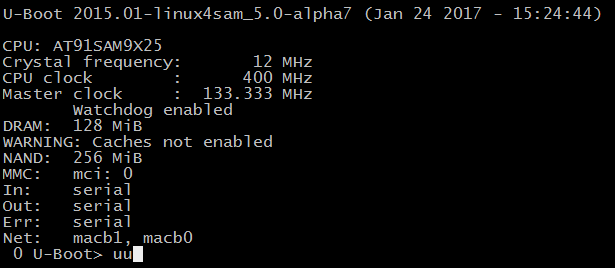 U-Boot 2015.01-linux4sam_5.0-alpha7 (Jan 24 2017 - 15:24:44)
CPU: AT91SAM9X25
Crystal frequency:       12 MHz
CPU clock        :      400 MHz
Master clock     :  133.333 MHz
       Watchdog enabled
DRAM:  128 MiB
WARNING: Caches not enabled
NAND:  256 MiB
MMC:   mci: 0
In:    serial
Out:   serial
Err:   serial
Net:   macb1, macb0
 0 U-Boot> uu